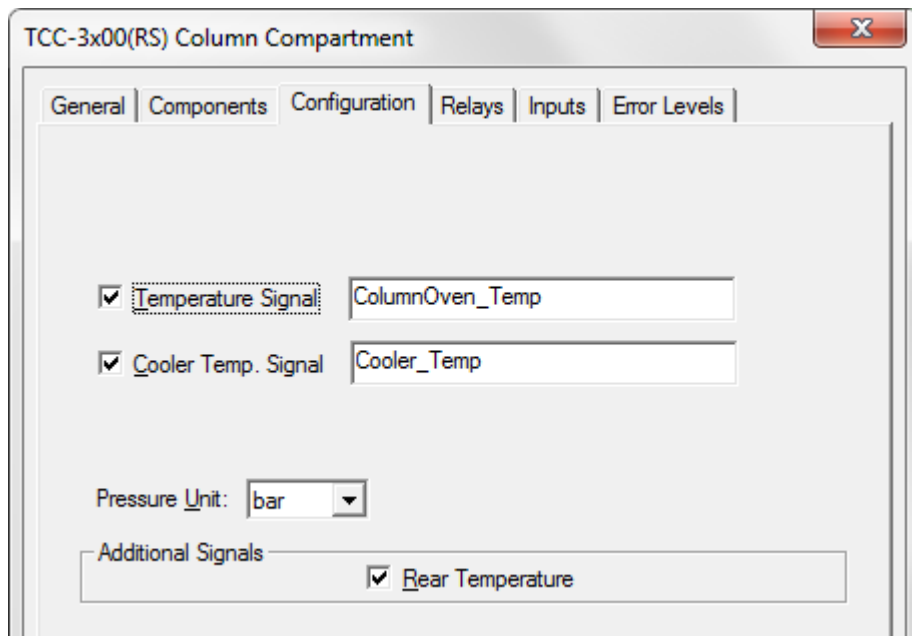 TCC-3x00(RS) Column Compartment
General Components Configuration Relays Inputs Error Levels
Temperature Signal ColumnOven_Temp
Cooler Temp. Signal Cooler_Temp
Pressure Unit: bar
Additional Signals
Rear Temperature